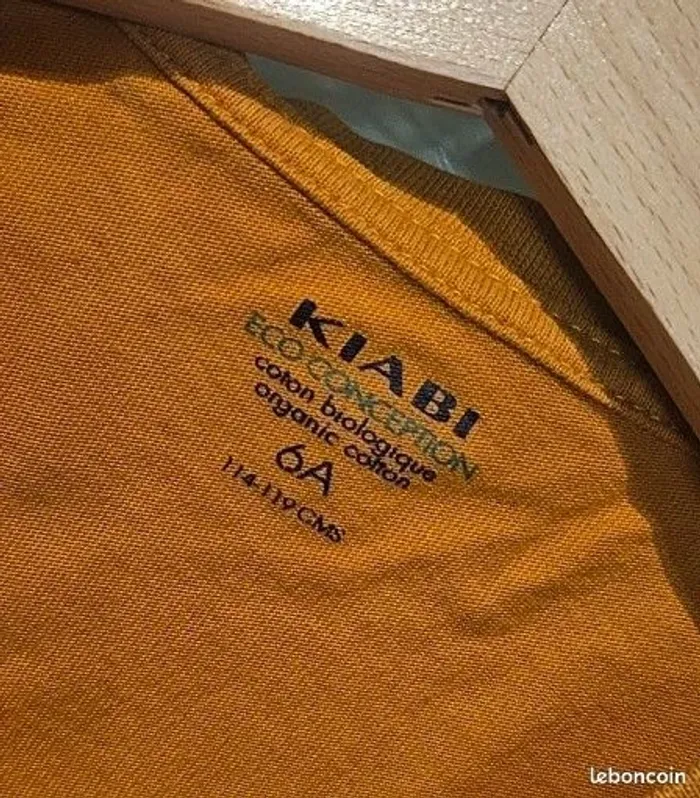 KIABI
ECO CONCEPTION
coton biologique
organic cotton
6A
114-119 CMS
leboncoin